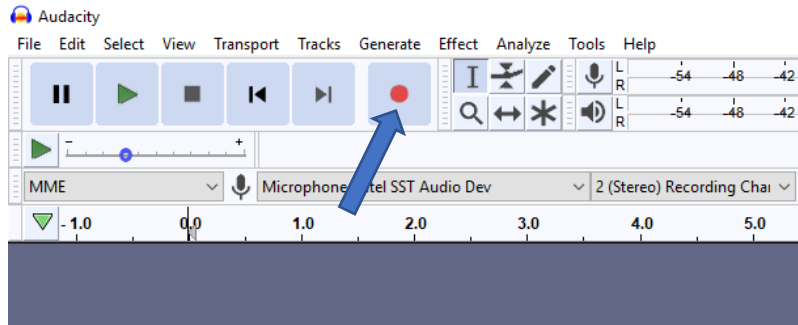 Audacity
File Edit Select View Transport Tracks Generate Effect Analyze Tools Help
L
R
-54 -48 -42
L
R
-54 -48 -42
- +
MME
Microphone
tel SST Audio Dev
2 (Stereo) Recording
- 1.0 0.0 1.0 2.0 3.0 4.0 5.0